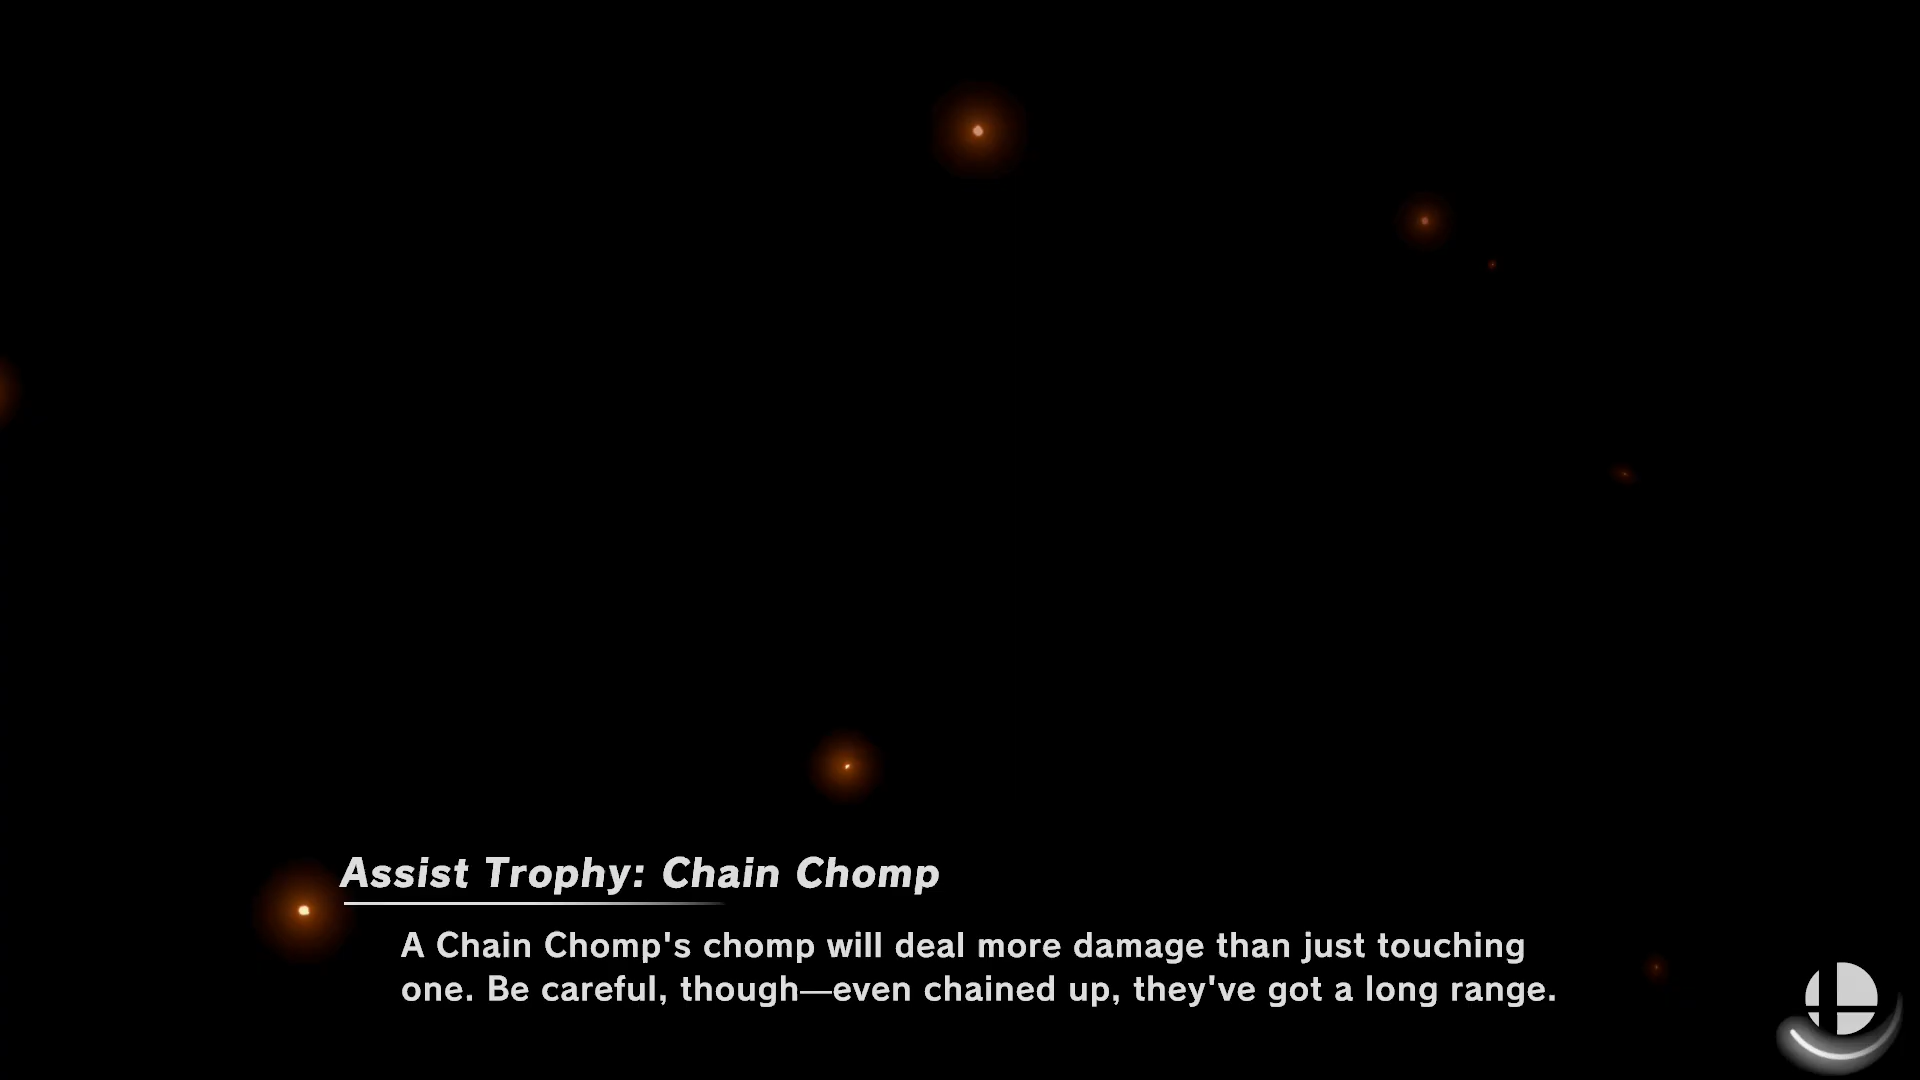 Assist Trophy: Chain Chomp
A Chain Chomp's chomp will deal more damage than just touching
one. Be careful, though—even chained up, they've got a long range.